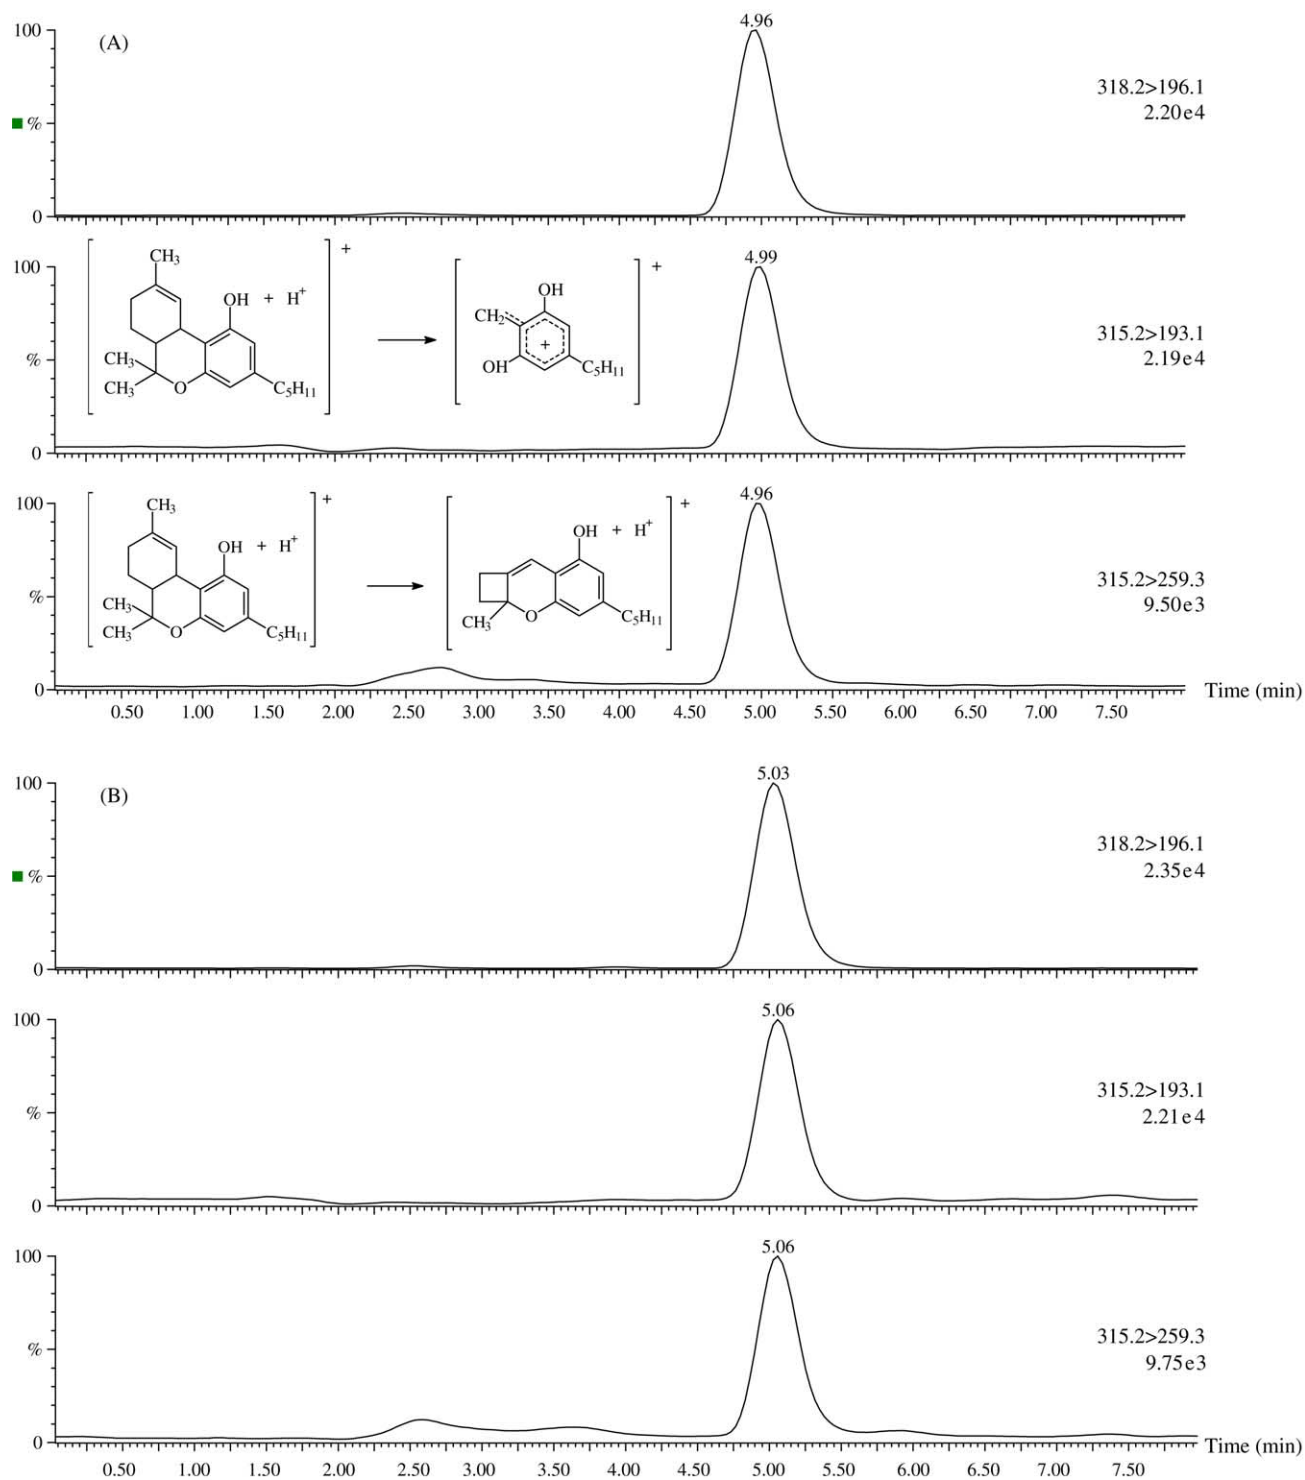 4.96
100
(A)
318.2>196.1
2.20e4
%
0
CH₃
+
OH + H⁺
CH₃
CH₃
O
C₅H₁₁
+
OH
CH₂
+
OH
C₅H₁₁
4.99
100
315.2>193.1
2.19e4
%
0
CH₃
+
OH + H⁺
CH₃
CH₃
O
C₅H₁₁
+
OH + H⁺
CH₃
O
C₅H₁₁
4.96
100
315.2>259.3
9.50e3
%
0
Time (min)
0.50 1.00 1.50 2.00 2.50 3.00 3.50 4.00 4.50 5.00 5.50 6.00 6.50 7.00 7.50
5.03
100
(B)
318.2>196.1
2.35e4
%
0
5.06
100
315.2>193.1
2.21e4
%
0
5.06
100
315.2>259.3
9.75e3
%
0
Time (min)
0.50 1.00 1.50 2.00 2.50 3.00 3.50 4.00 4.50 5.00 5.50 6.00 6.50 7.00 7.50